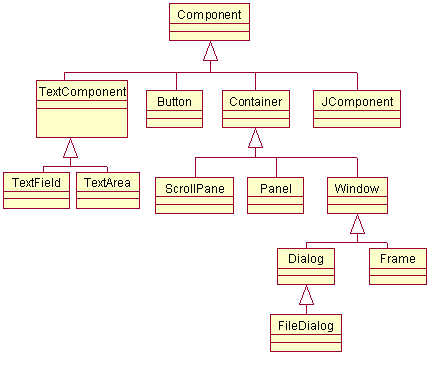 Component
TextComponent
Button
Container
JComponent
TextField
TextArea
ScrollPane
Panel
Window
Dialog
Frame
FileDialog